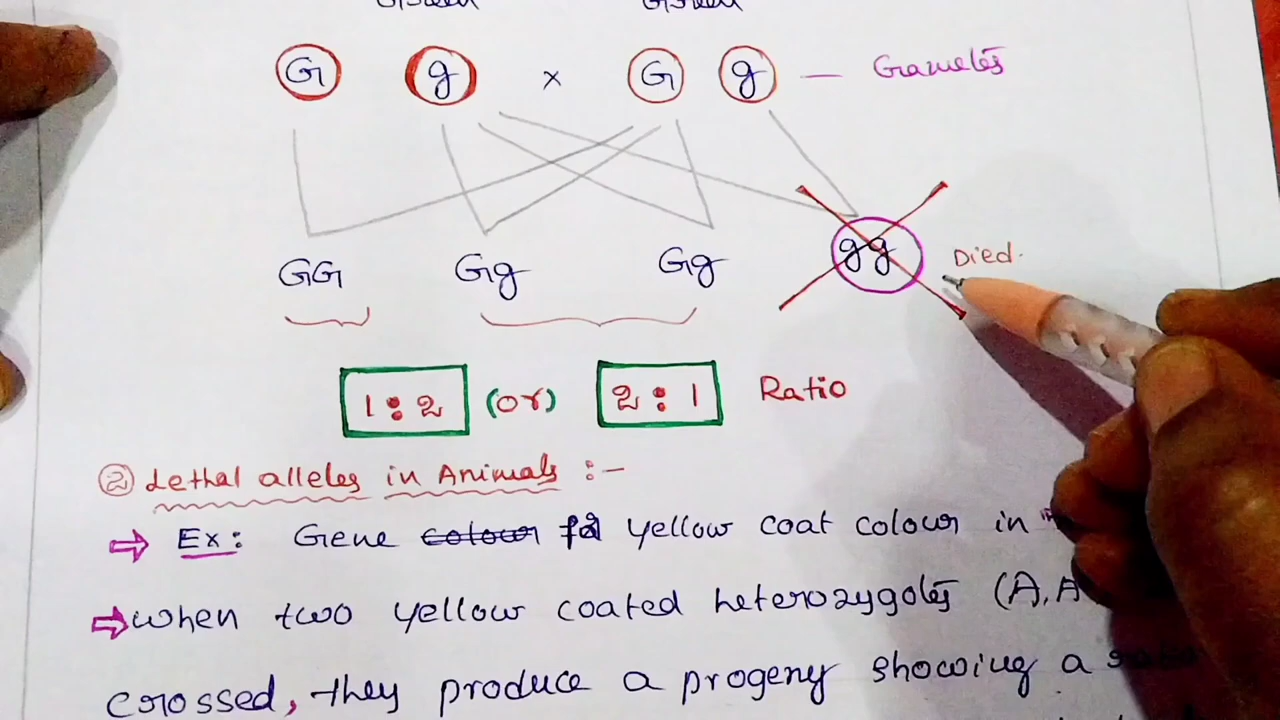 G g x G g — Gametes
GG Gg Gg gg Died.
1:2 (or) 2:1 Ratio
② Lethal alleles in Animals :-
⇒ Ex: Gene colour for yellow coat colour in
⇒ when two yellow coated heterozygotes (A, A
crossed, they produce a progeny showing a